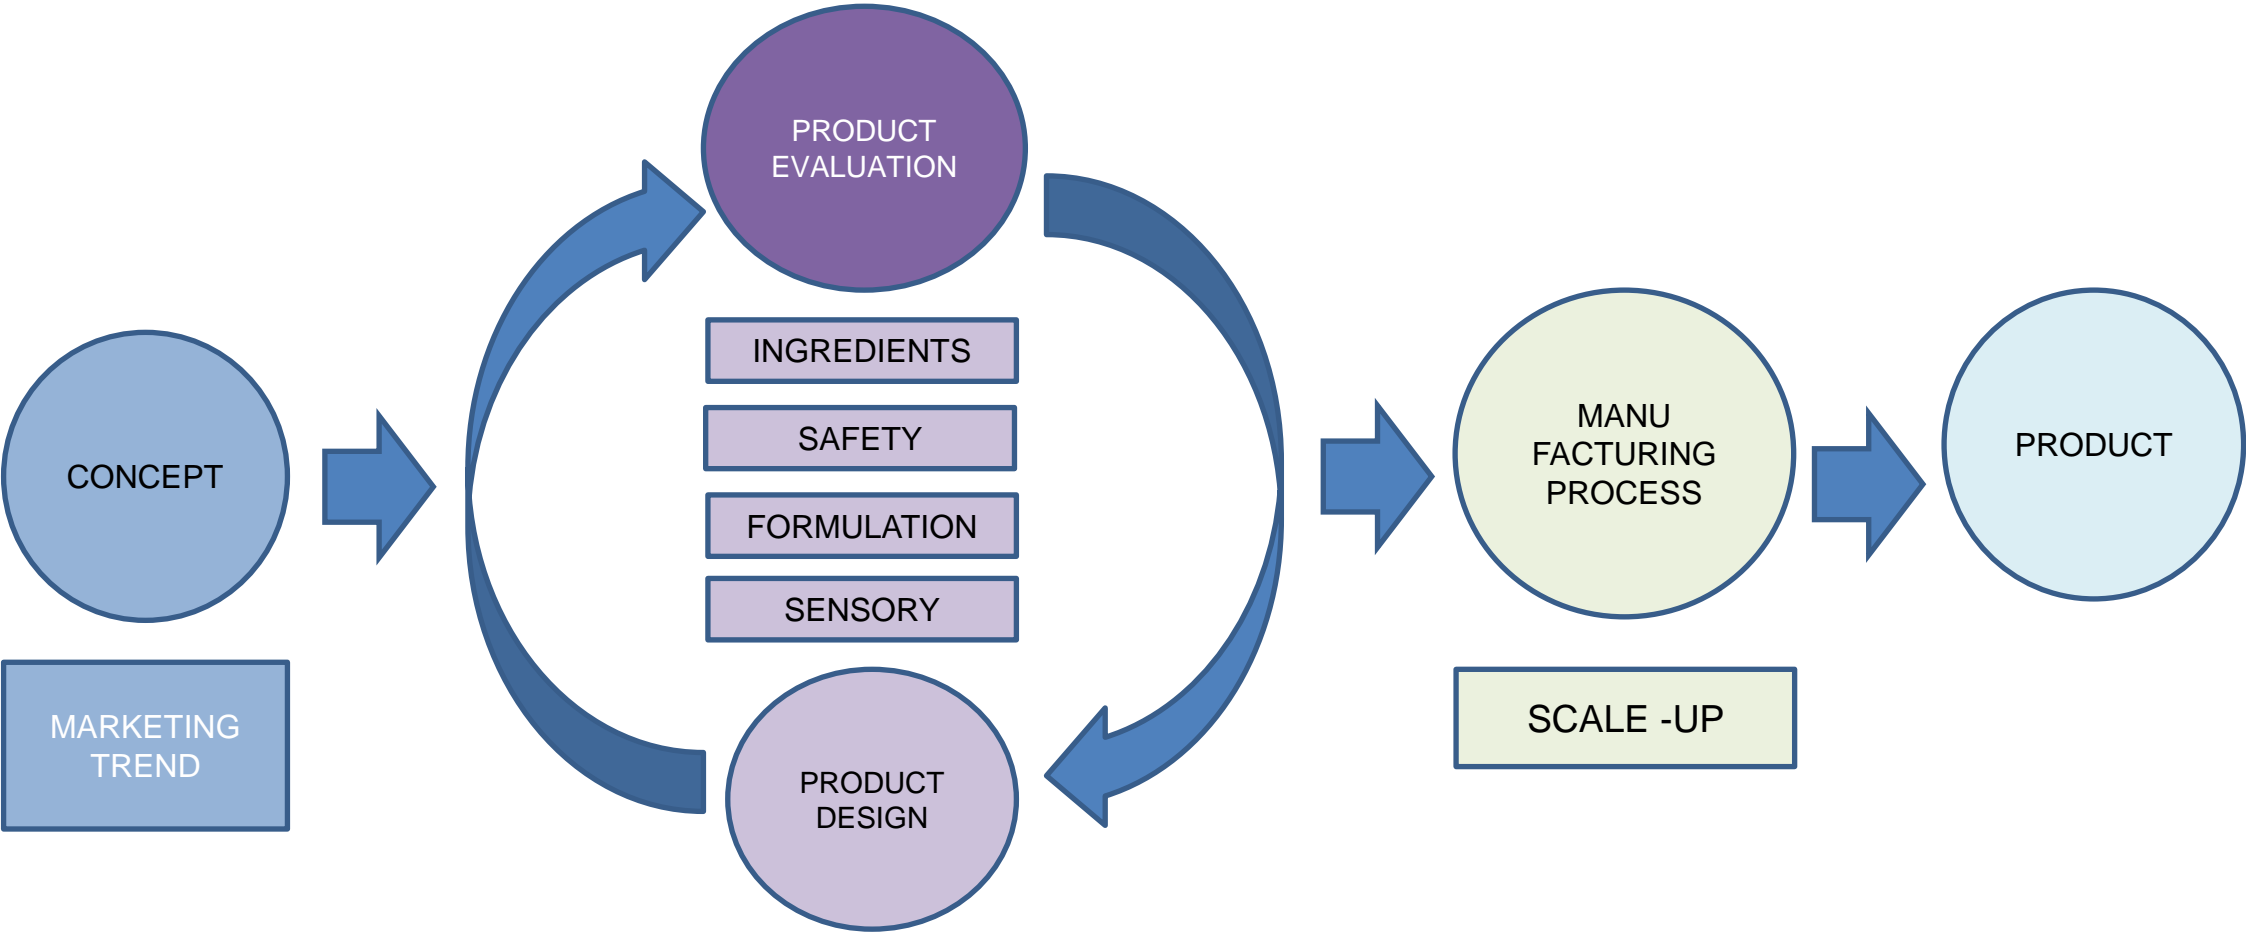 CONCEPT
MARKETING
TREND
PRODUCT
EVALUATION
INGREDIENTS
SAFETY
FORMULATION
SENSORY
PRODUCT
DESIGN
MANU
FACTURING
PROCESS
SCALE -UP
PRODUCT